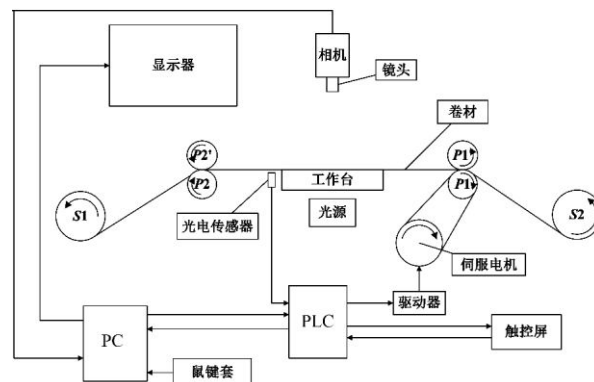 显示器
相机
镜头
卷材
P2'
P2
P1'
P1
工作台
S1
光电传感器
光源
S2
伺服电机
驱动器
PLC
PC
触控屏
鼠键套